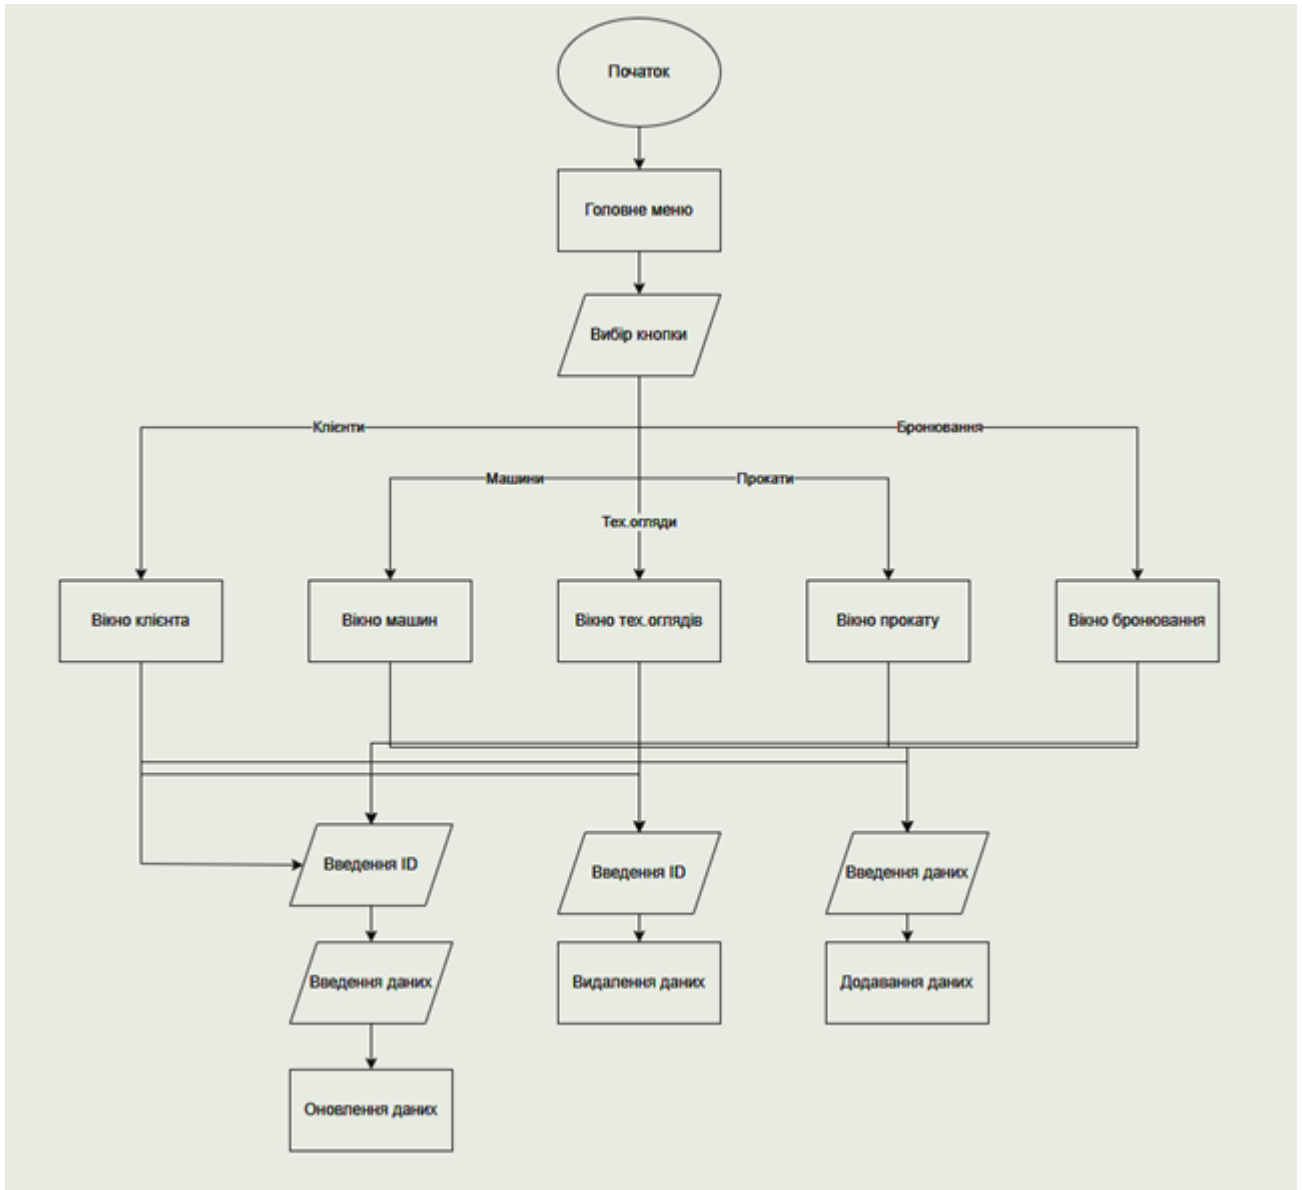 Початок
Головне меню
Вибір кнопки
Клієнти
Бронювання
Машини
Прокати
Тех.огляди
Вікно клієнта
Вікно машин
Вікно тех.оглядів
Вікно прокату
Вікно бронювання
Введення ID
Введення ID
Введення даних
Введення даних
Видалення даних
Додавання даних
Оновлення даних